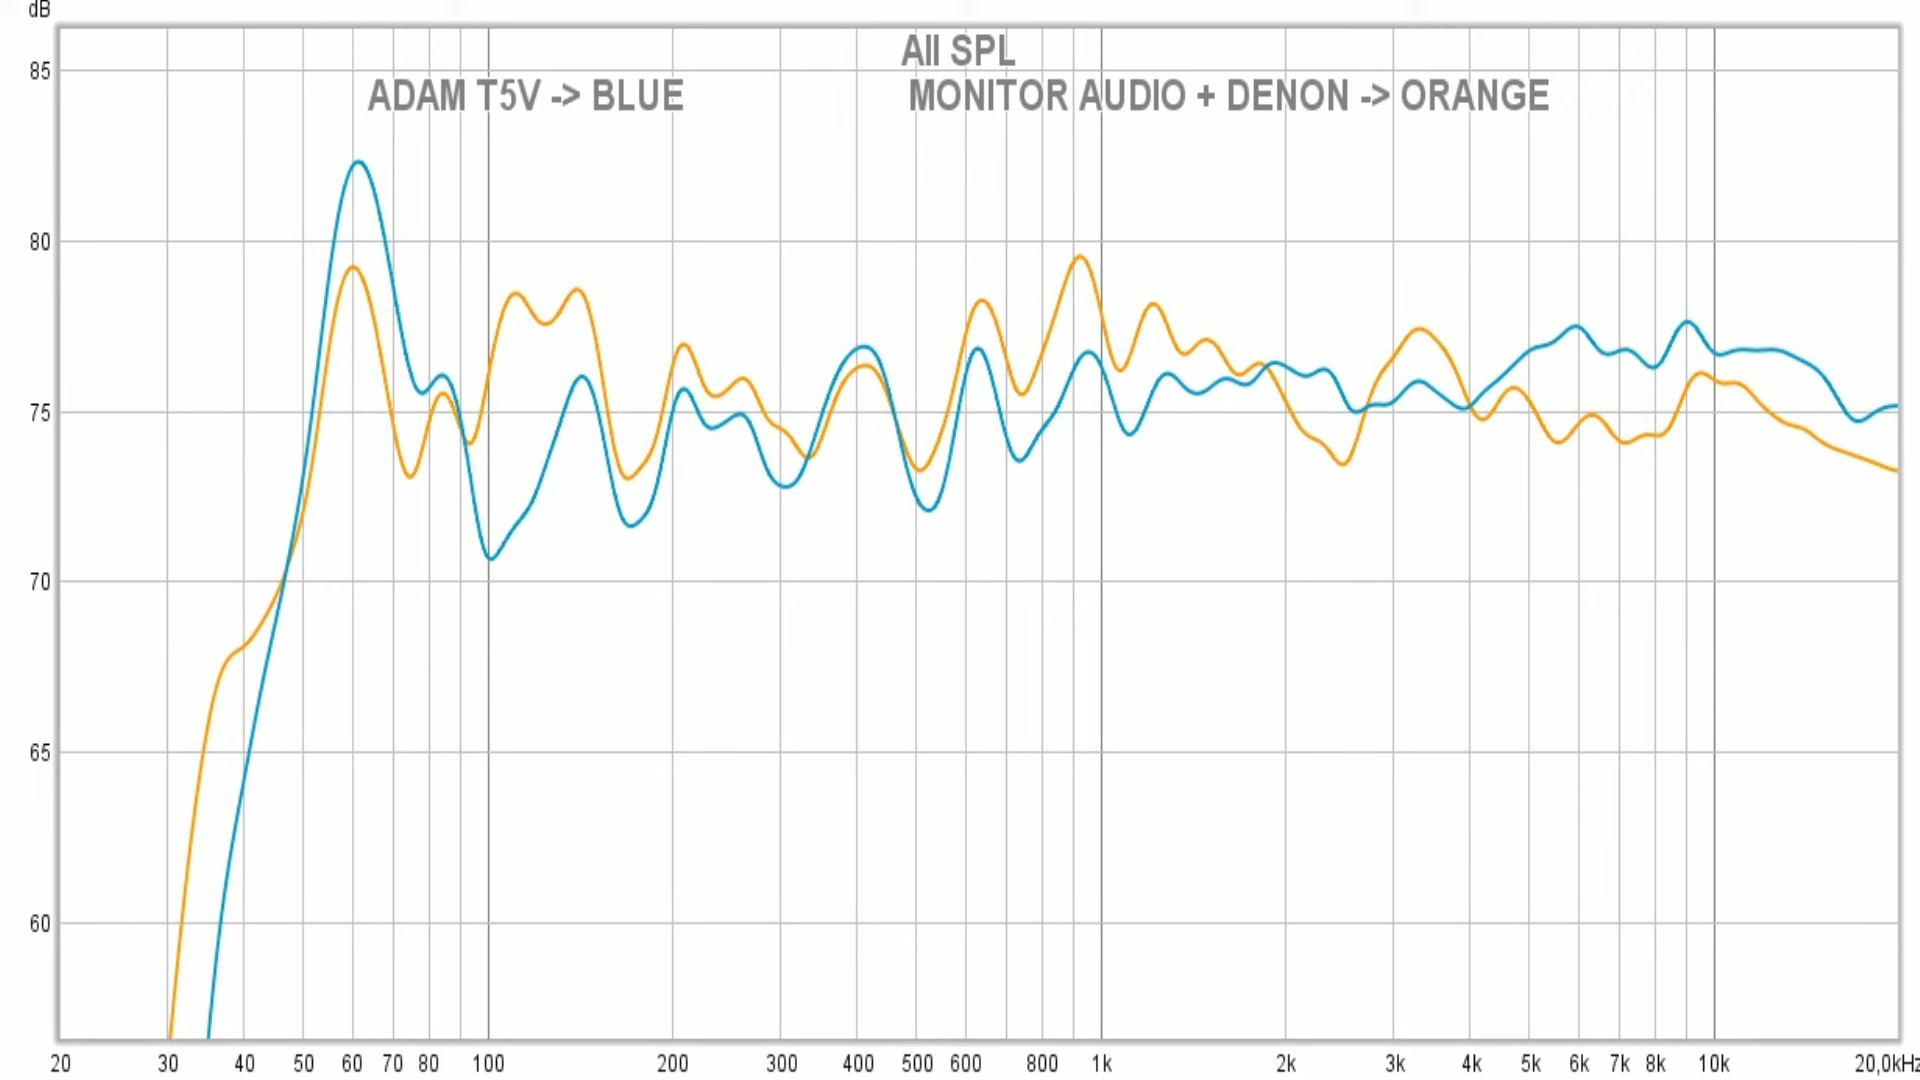 dB
All SPL
ADAM T5V -> BLUE MONITOR AUDIO + DENON -> ORANGE
85
80
75
70
65
60
20 30 40 50 60 70 80 100 200 300 400 500 600 800 1k 2k 3k 4k 5k 6k 7k 8k 10k 20,0kHz